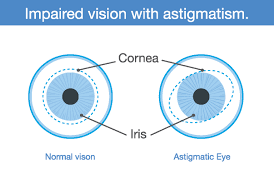 Impaired vision with astigmatism.
Cornea
Iris
Normal vison
Astigmatic Eye